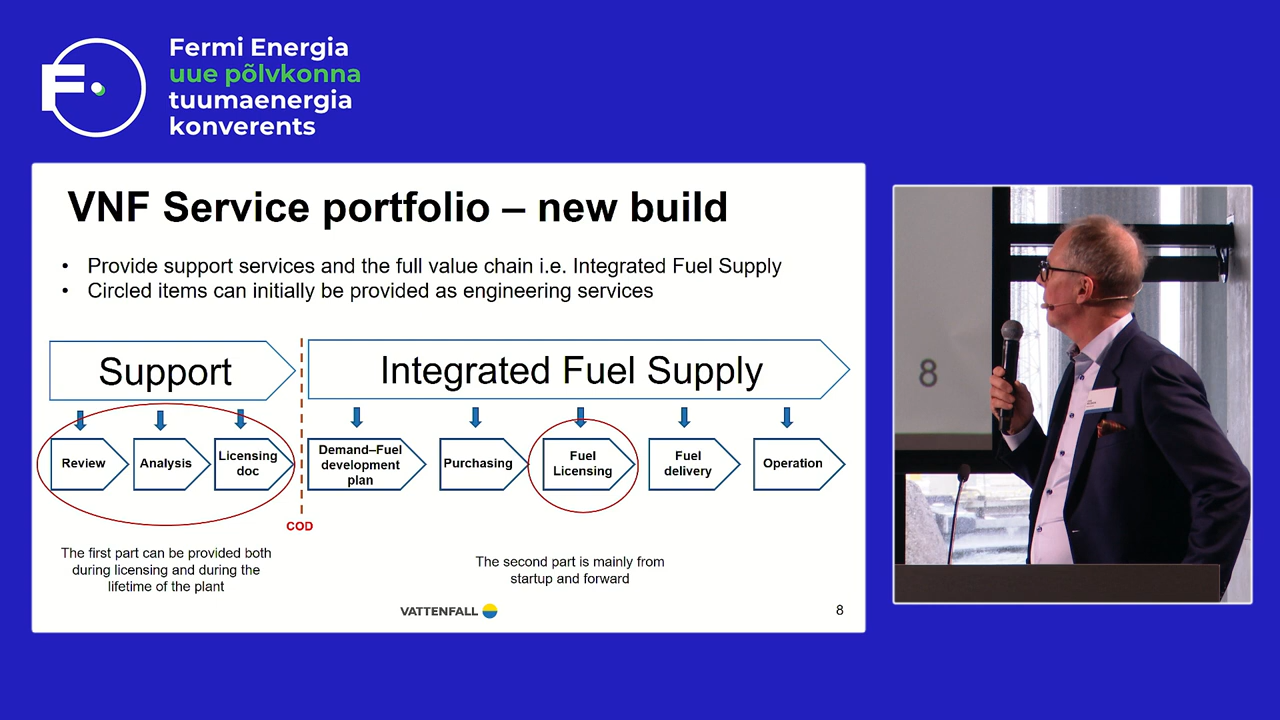 Fermi Energia
uue põlvkonna
tuumaenergia
konverents
VNF Service portfolio – new build
• Provide support services and the full value chain i.e. Integrated Fuel Supply
• Circled items can initially be provided as engineering services
Support
Integrated Fuel Supply
Review
Analysis
Licensing
doc
Demand–Fuel
development
plan
Purchasing
Fuel
Licensing
Fuel
delivery
Operation
COD
The first part can be provided both
during licensing and during the
lifetime of the plant
The second part is mainly from
startup and forward
VATTENFALL
8
8